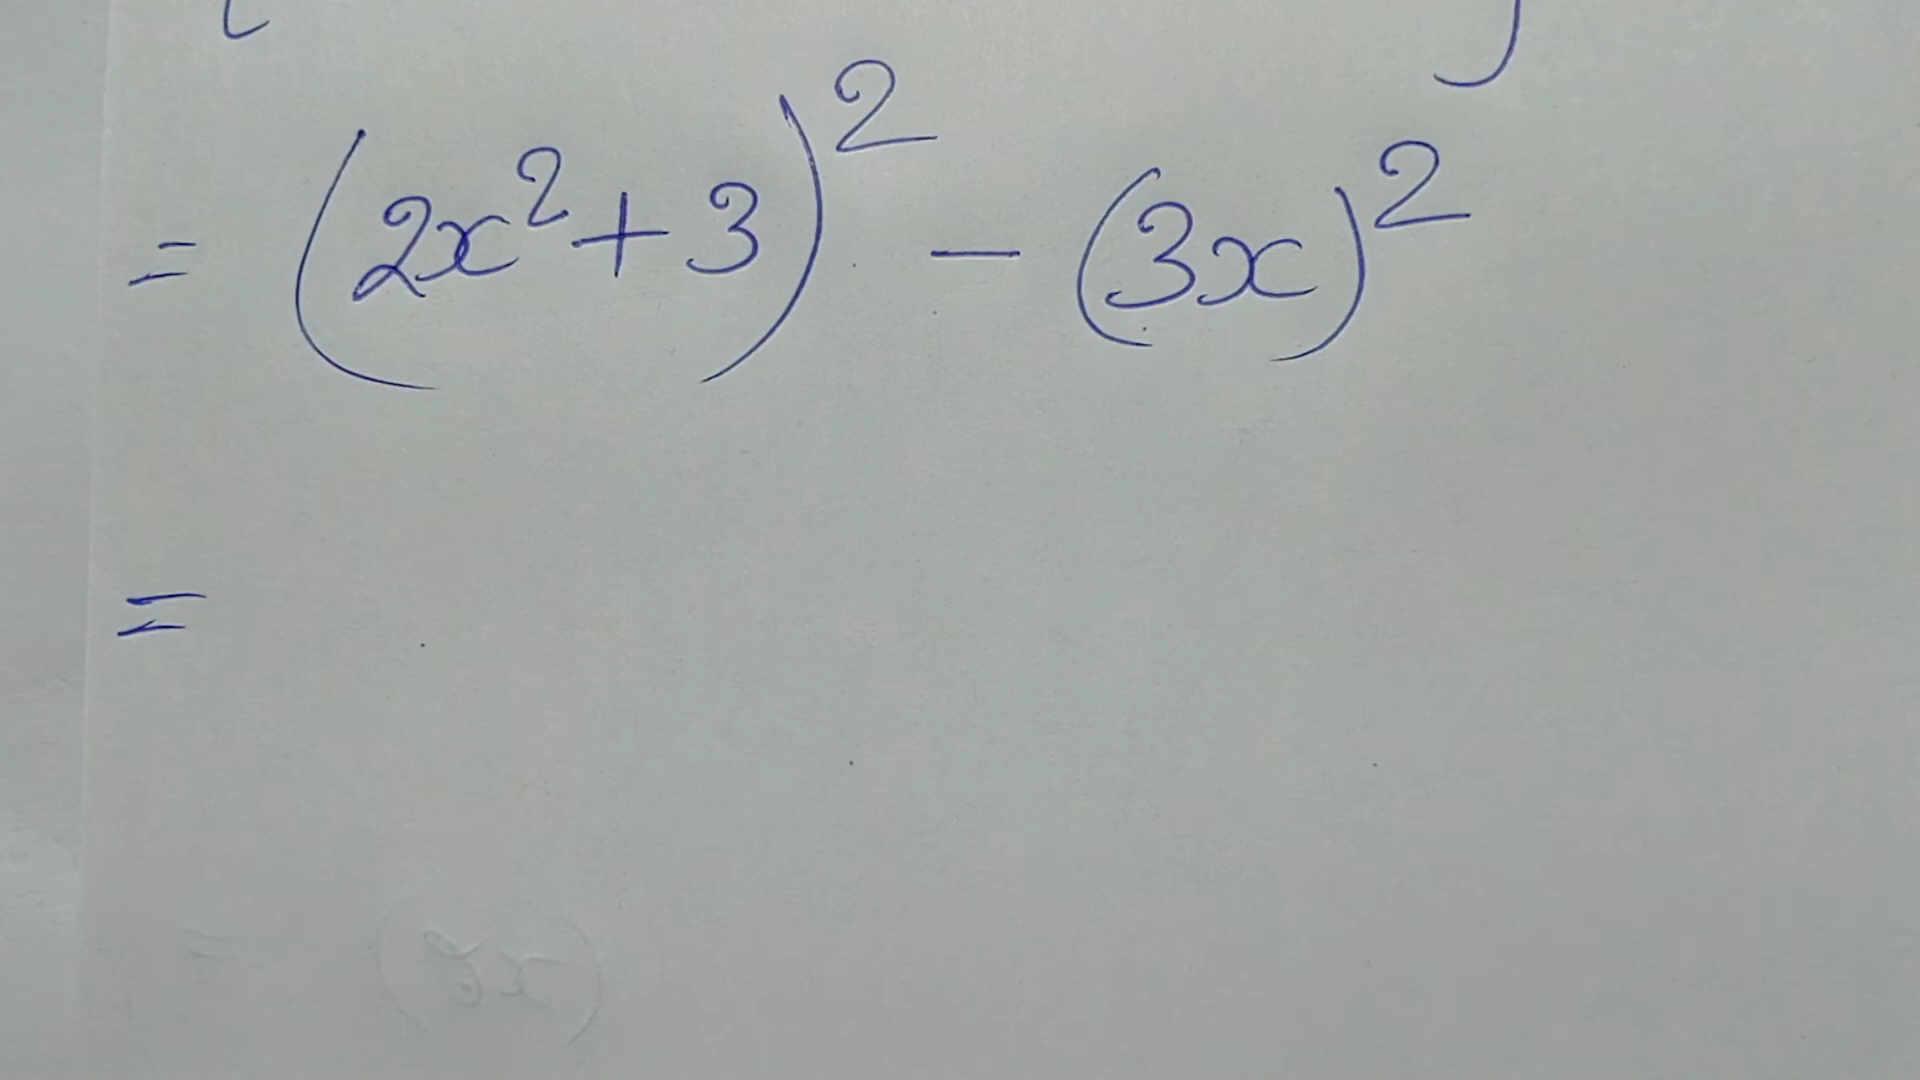 = (2x² + 3)² - (3x)²
=